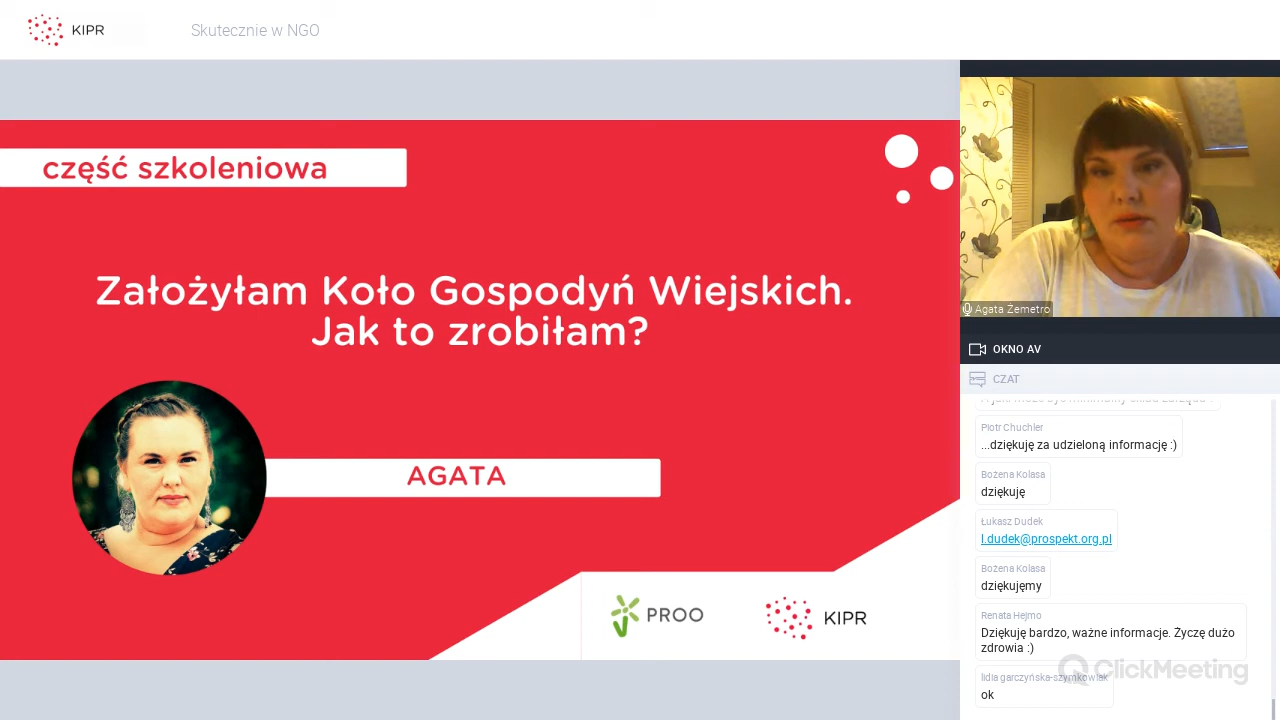 KIPR
Skutecznie w NGO
część szkoleniowa
Założyłam Koło Gospodyń Wiejskich.
Jak to zrobiłam?
AGATA
PROO
KIPR
Agata Żemetro
OKNO AV
CZAT
Piotr Chuchler
...dziękuję za udzieloną informację :)
Bożena Kolasa
dziękuję
Łukasz Dudek
l.dudek@prospekt.org.pl
Bożena Kolasa
dziękujęmy
Renata Hejmo
Dziękuję bardzo, ważne informacje. Życzę dużo
zdrowia :)
ClickMeeting
lidia garczyńska-szymkowiak
ok